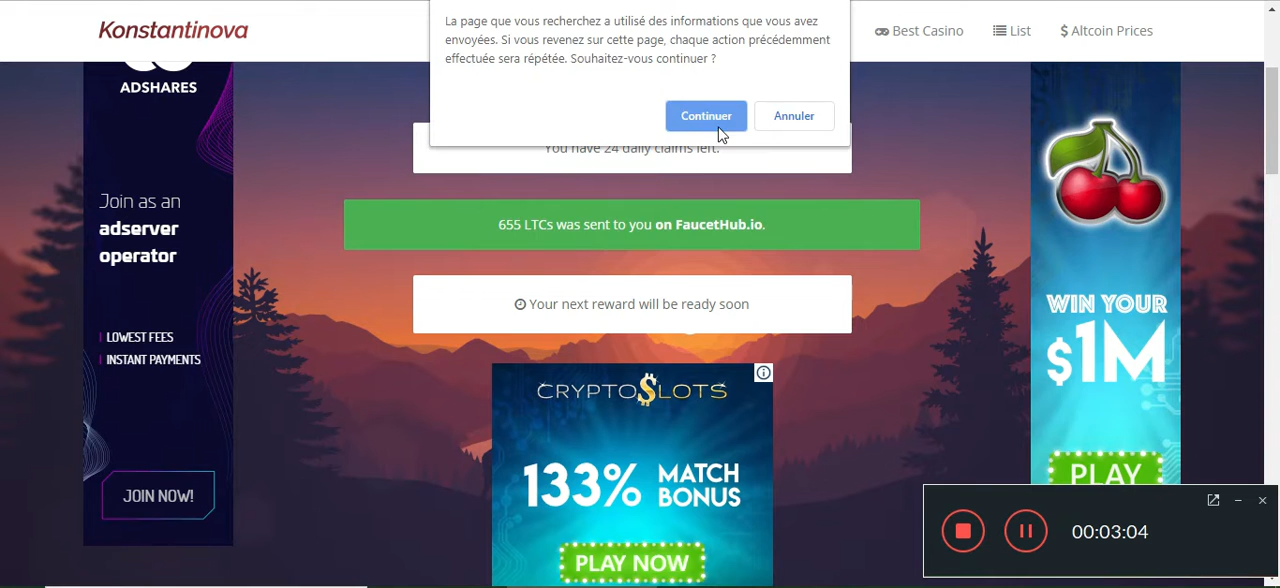 Konstantinova
La page que vous recherchez a utilisé des informations que vous avez
envoyées. Si vous revenez sur cette page, chaque action précédemment
effectuée sera répétée. Souhaitez-vous continuer ?
Continuer
Annuler
Best Casino
List
$ Altcoin Prices
ADSHARES
Join as an
adserver
operator
LOWEST FEES
INSTANT PAYMENTS
JOIN NOW!
You have 24 daily claims left.
655 LTCs was sent to you on FaucetHub.io.
Your next reward will be ready soon
CRYPTO$LOTS
133% MATCH
BONUS
PLAY NOW
WIN YOUR
$1M
PLAY
00:03:04